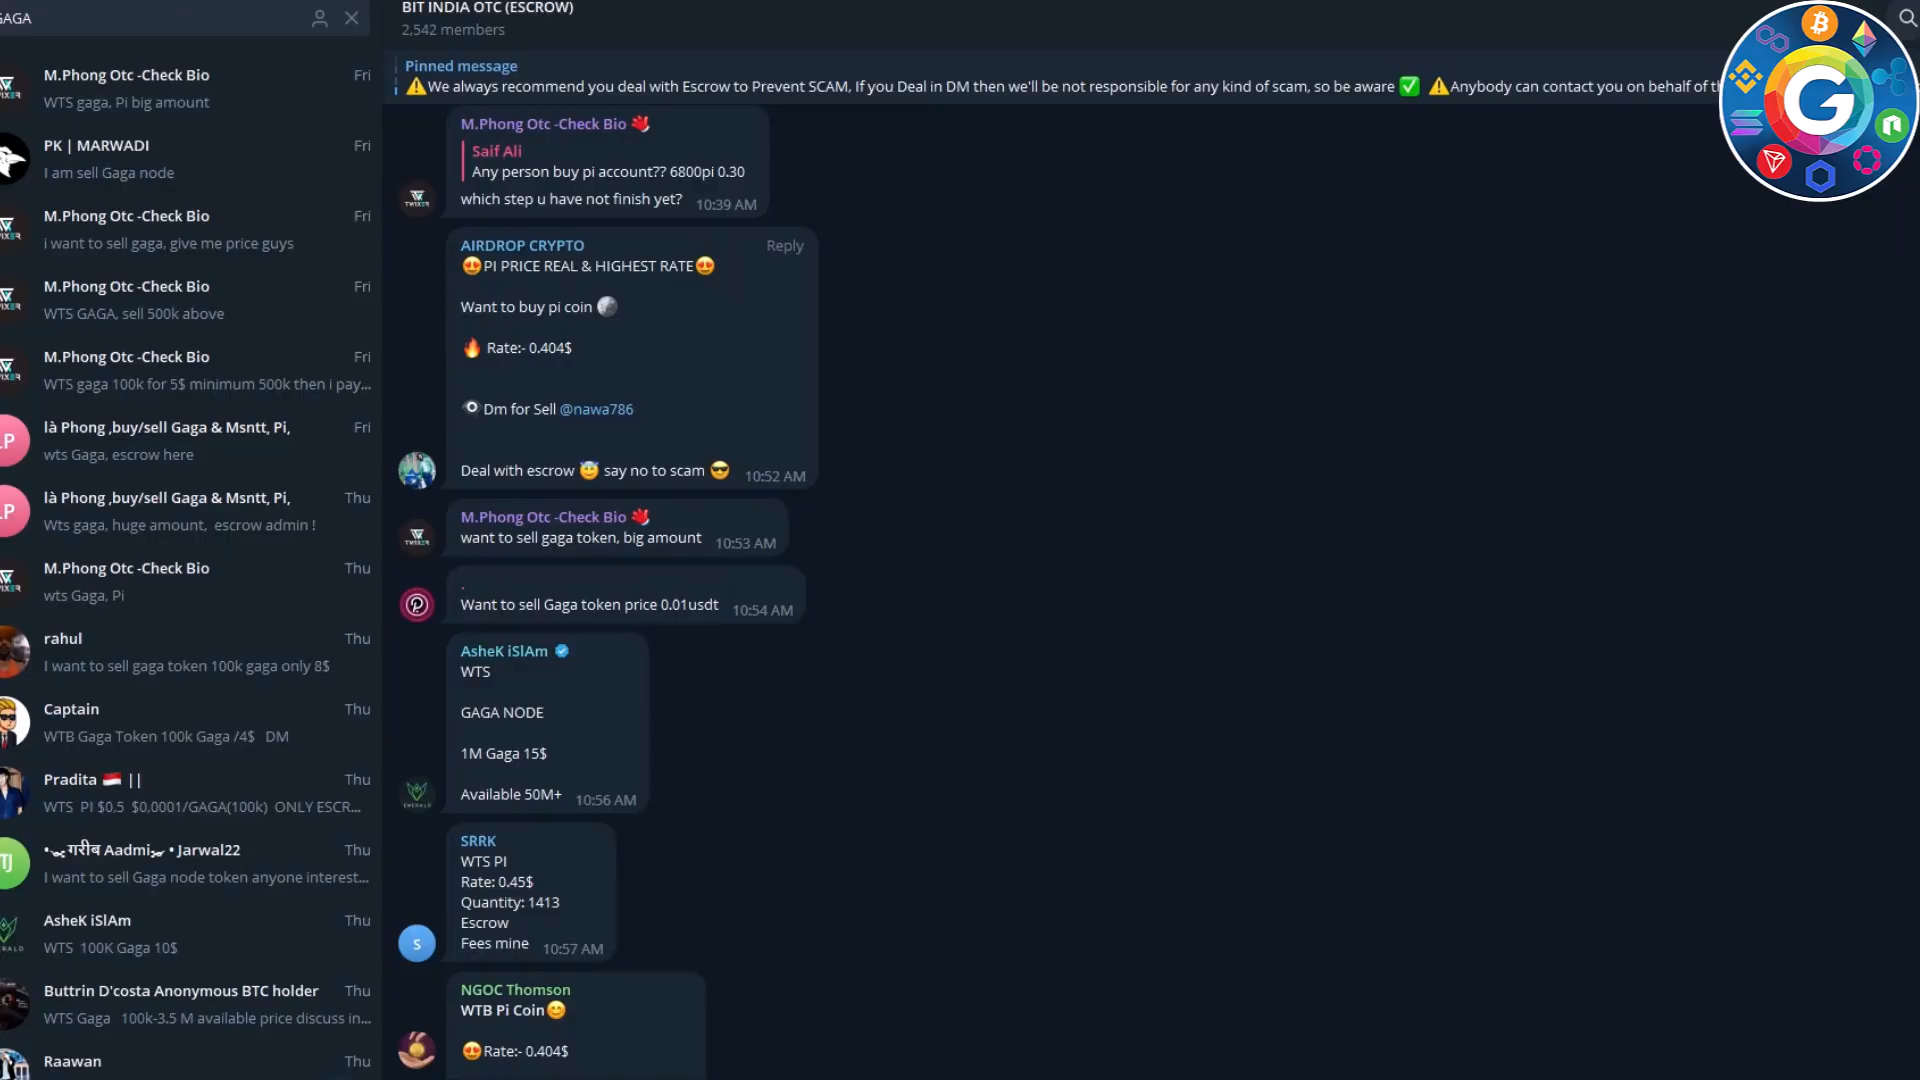 GAGA
M.Phong Otc -Check Bio Fri
WTS gaga, Pi big amount
PK | MARWADI Fri
I am sell Gaga node
M.Phong Otc -Check Bio Fri
i want to sell gaga, give me price guys
M.Phong Otc -Check Bio Fri
WTS GAGA, sell 500k above
M.Phong Otc -Check Bio Fri
WTS gaga 100k for 5$ minimum 500k then i pay...
LP
là Phong ,buy/sell Gaga & Msntt, Pi, Fri
wts Gaga, escrow here
LP
là Phong ,buy/sell Gaga & Msntt, Pi, Thu
Wts gaga, huge amount, escrow admin !
M.Phong Otc -Check Bio Thu
wts Gaga, Pi
rahul Thu
I want to sell gaga token 100k gaga only 8$
Captain Thu
WTB Gaga Token 100k Gaga /4$ DM
Pradita 🇮🇩 || Thu
WTS PI $0,5 $0,0001/GAGA(100k) ONLY ESCR...
TJ
गरीब Aadmi • Jarwal22 Thu
I want to sell Gaga node token anyone interest...
AsheK iSlAm Thu
WTS 100K Gaga 10$
Buttrin D'costa Anonymous BTC holder Thu
WTS Gaga 100k-3.5 M available price discuss in...
Raawan Thu
BIT INDIA OTC (ESCROW)
2,542 members
Pinned message
⚠️We always recommend you deal with Escrow to Prevent SCAM, If you Deal in DM then we'll be not responsible for any kind of scam, so be aware ✅ ⚠️Anybody can contact you on behalf of
M.Phong Otc -Check Bio
Saif Ali
Any person buy pi account?? 6800pi 0.30
which step u have not finish yet? 10:39 AM
AIRDROP CRYPTO Reply
😍PI PRICE REAL & HIGHEST RATE😍
Want to buy pi coin 🌕
🔥 Rate:- 0.404$
👁Dm for Sell @nawa786
Deal with escrow 😇 say no to scam 😎 10:52 AM
M.Phong Otc -Check Bio
want to sell gaga token, big amount 10:53 AM
.
Want to sell Gaga token price 0.01usdt 10:54 AM
AsheK iSlAm
WTS
GAGA NODE
1M Gaga 15$
Available 50M+ 10:56 AM
SRRK
WTS PI
Rate: 0.45$
Quantity: 1413
Escrow
S
Fees mine 10:57 AM
NGOC Thomson
WTB Pi Coin😊
😍Rate:- 0.404$
G